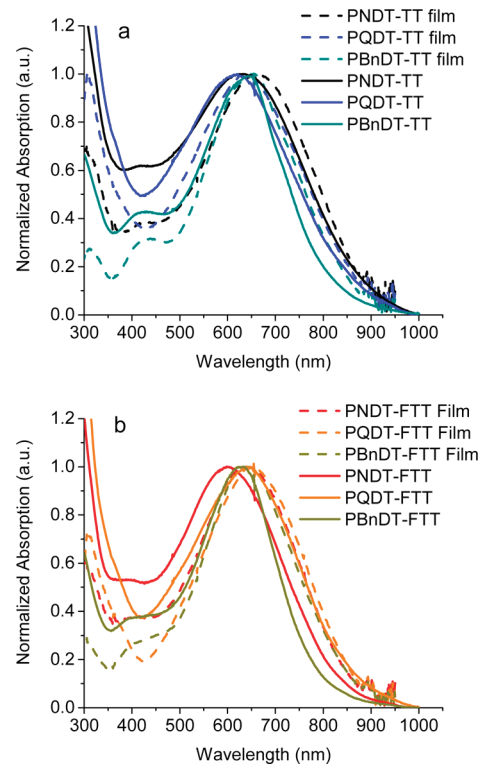 a
PNDT-TT film
PQDT-TT film
PBnDT-TT film
PNDT-TT
PQDT-TT
PBnDT-TT
Normalized Absorption (a.u.)
1.2
1.0
0.8
0.6
0.4
0.2
0.0
300 400 500 600 700 800 900 1000
Wavelength (nm)
b
PNDT-FTT Film
PQDT-FTT Film
PBnDT-FTT Film
PNDT-FTT
PQDT-FTT
PBnDT-FTT
Normalized Absorption (a.u.)
1.2
1.0
0.8
0.6
0.4
0.2
0.0
300 400 500 600 700 800 900 1000
Wavelength (nm)